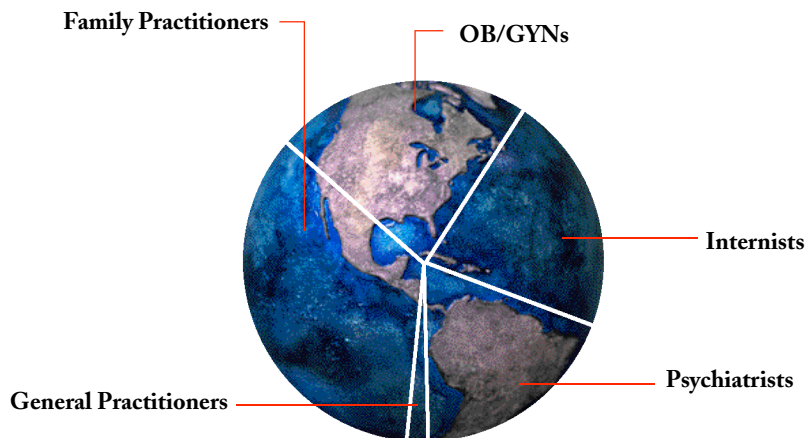 Family Practitioners
OB/GYNs
Internists
Psychiatrists
General Practitioners